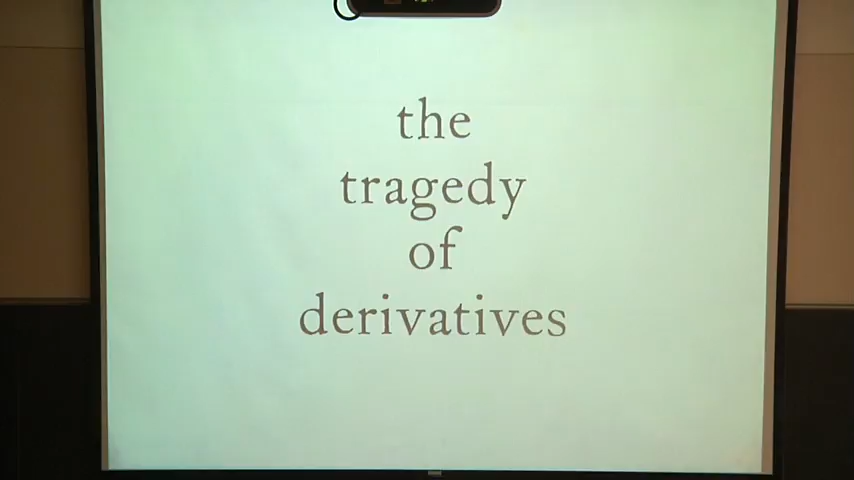 the
tragedy
of
derivatives